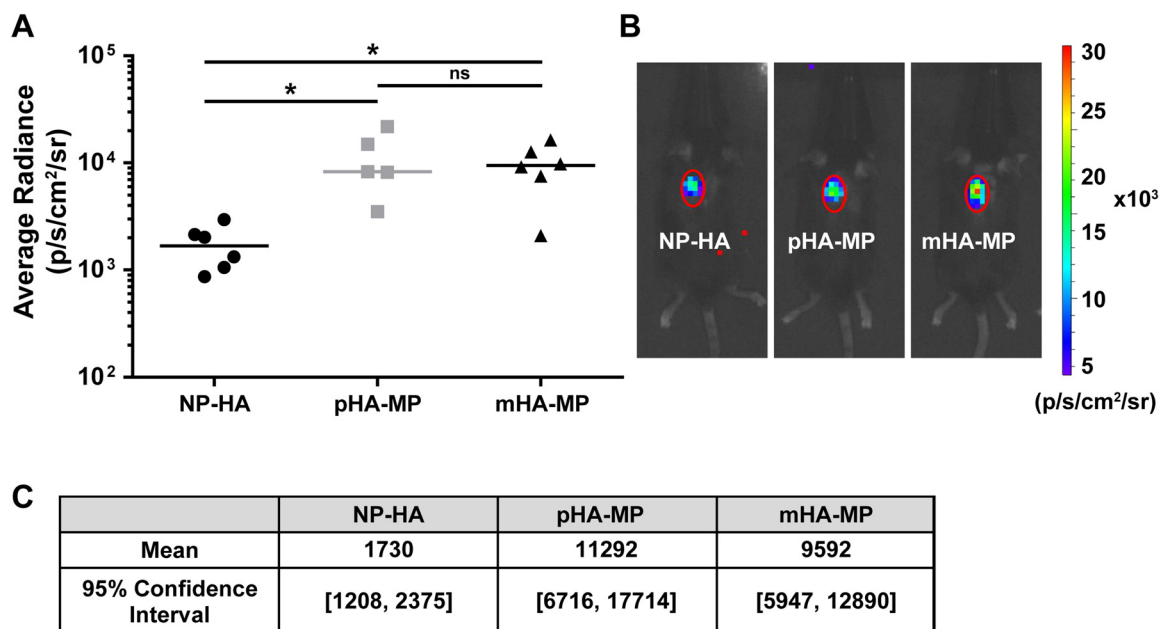 A
Average Radiance
(p/s/cm²/sr)
10⁵
10⁴
10³
10²
*
ns
*
NP-HA
pHA-MP
mHA-MP
B
NP-HA
pHA-MP
mHA-MP
30
25
20
15
10
5
x10³
(p/s/cm²/sr)
C
NP-HA pHA-MP mHA-MP
Mean 1730 11292 9592
95% Confidence
Interval [1208, 2375] [6716, 17714] [5947, 12890]